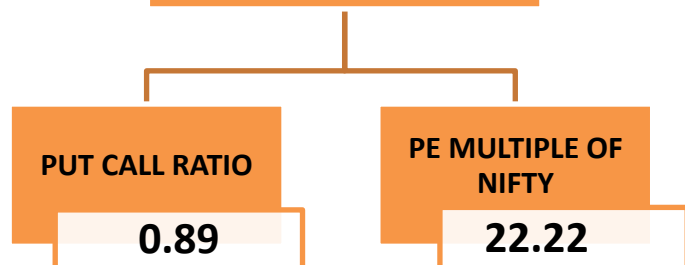 PUT CALL RATIO
0.89
PE MULTIPLE OF
NIFTY
22.22